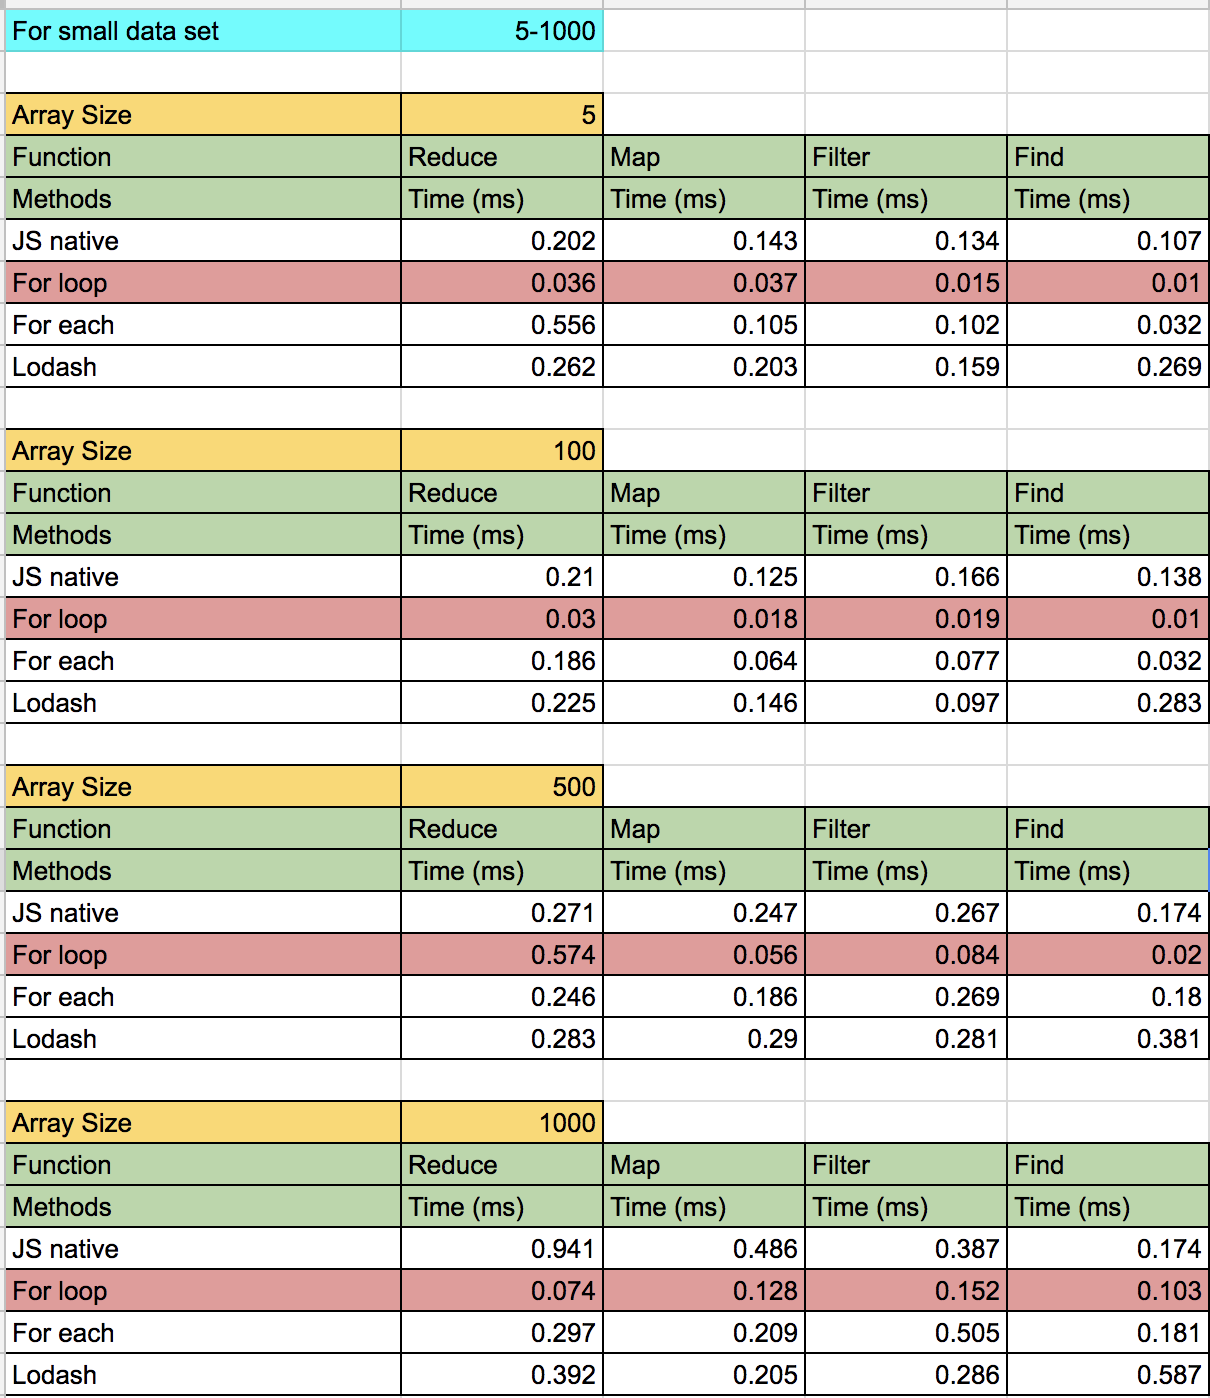 For small data set 5-1000
Array Size 5
Function Reduce Map Filter Find
Methods Time (ms) Time (ms) Time (ms) Time (ms)
JS native 0.202 0.143 0.134 0.107
For loop 0.036 0.037 0.015 0.01
For each 0.556 0.105 0.102 0.032
Lodash 0.262 0.203 0.159 0.269
Array Size 100
Function Reduce Map Filter Find
Methods Time (ms) Time (ms) Time (ms) Time (ms)
JS native 0.21 0.125 0.166 0.138
For loop 0.03 0.018 0.019 0.01
For each 0.186 0.064 0.077 0.032
Lodash 0.225 0.146 0.097 0.283
Array Size 500
Function Reduce Map Filter Find
Methods Time (ms) Time (ms) Time (ms) Time (ms)
JS native 0.271 0.247 0.267 0.174
For loop 0.574 0.056 0.084 0.02
For each 0.246 0.186 0.269 0.18
Lodash 0.283 0.29 0.281 0.381
Array Size 1000
Function Reduce Map Filter Find
Methods Time (ms) Time (ms) Time (ms) Time (ms)
JS native 0.941 0.486 0.387 0.174
For loop 0.074 0.128 0.152 0.103
For each 0.297 0.209 0.505 0.181
Lodash 0.392 0.205 0.286 0.587